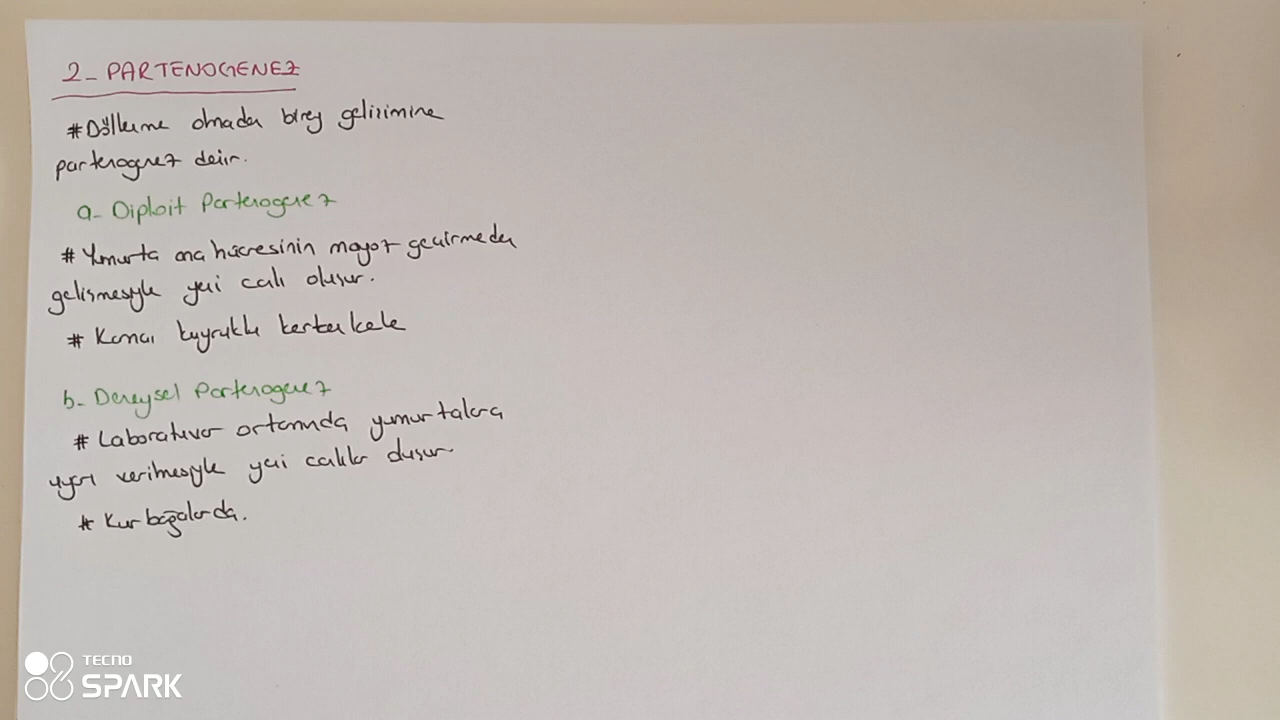 2- PARTENOGENEZ
# Döllenme olmadan birey gelişimine
partenogenez denir.
a- Diploit Partenogenez
# Yumurta ana hücresinin mayoz geçirmeden
gelişmesiyle yeni canlı oluşur.
# Kamçı kuyruklu kertenkele
b- Deneysel Partenogenez
# Laboratuvar ortamında yumurtalara
uyarı verilmesiyle yeni canlılar oluşur.
# Kurbağalarda.
TECNO
SPARK